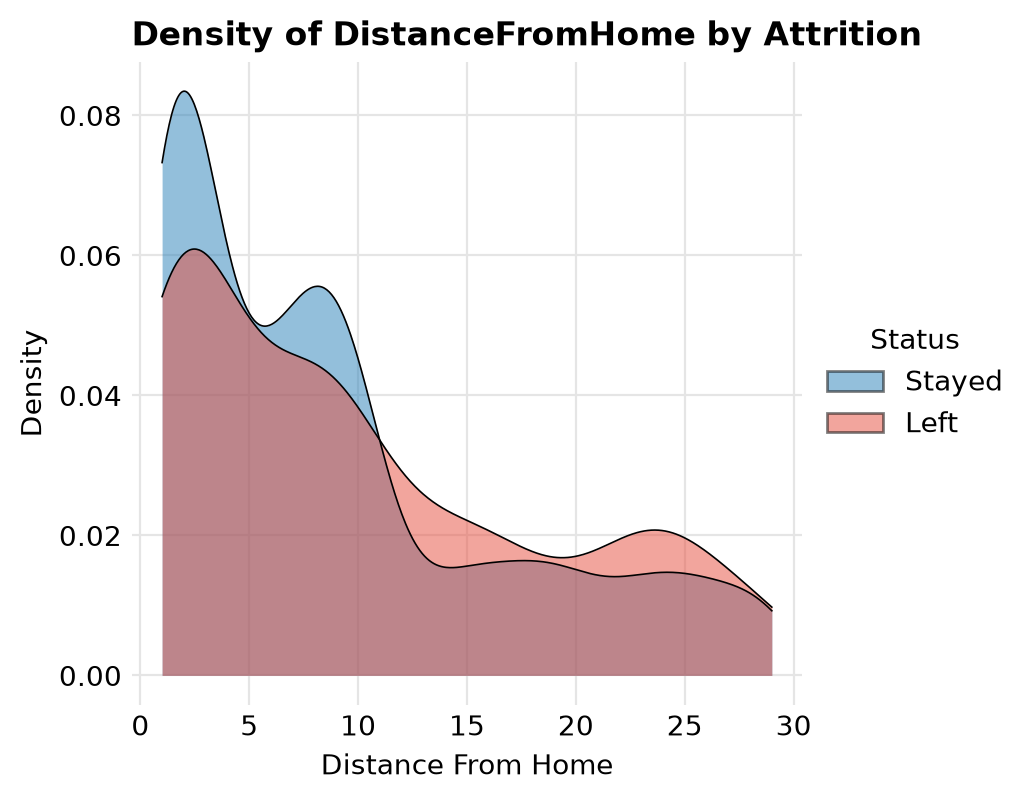 Density of DistanceFromHome by Attrition
0.08
0.06
0.04
0.02
0.00
Density
0 5 10 15 20 25 30
Distance From Home
Status
Stayed
Left